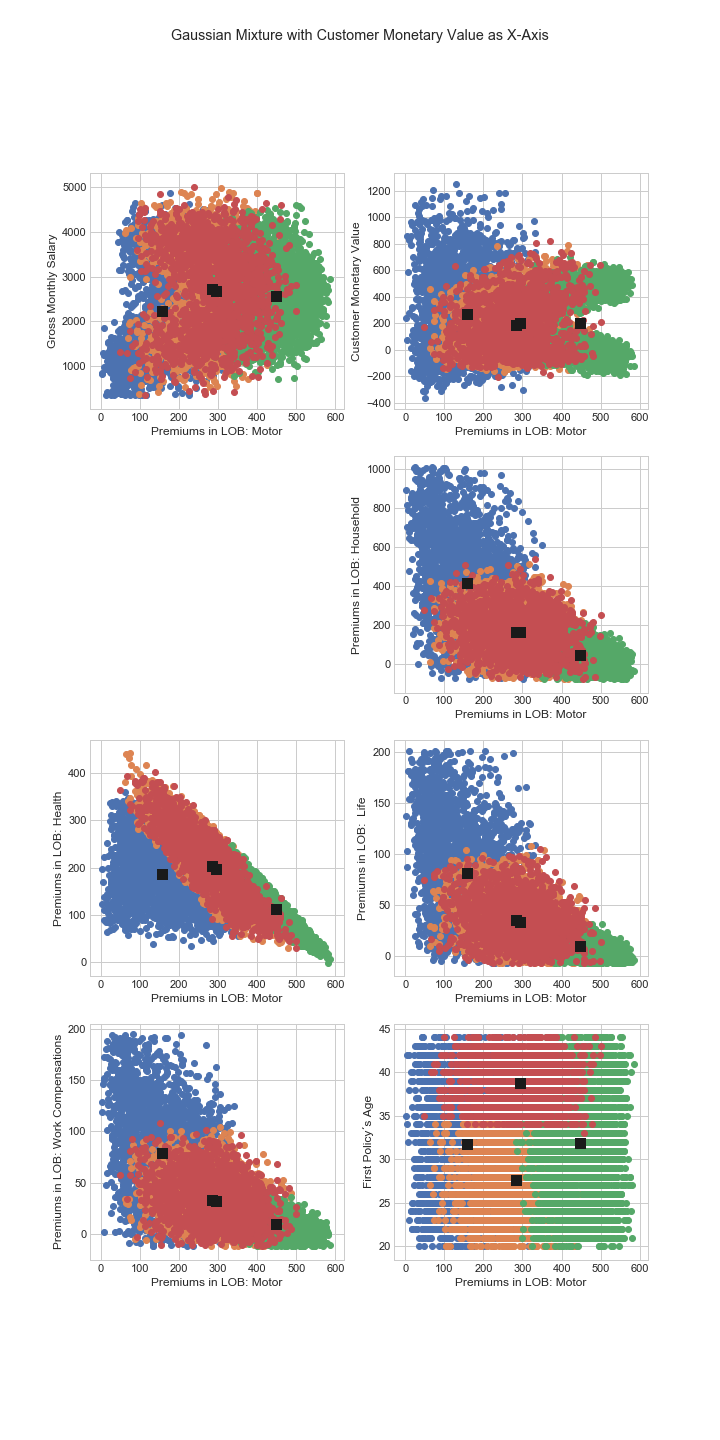 Gaussian Mixture with Customer Monetary Value as X-Axis
5000
4000
3000
2000
1000
Gross Monthly Salary
0 100 200 300 400 500 600
Premiums in LOB: Motor
1200
1000
800
600
400
200
0
−200
−400
Customer Monetary Value
0 100 200 300 400 500 600
Premiums in LOB: Motor
1000
800
600
400
200
0
Premiums in LOB: Household
0 100 200 300 400 500 600
Premiums in LOB: Motor
400
300
200
100
0
Premiums in LOB: Health
0 100 200 300 400 500 600
Premiums in LOB: Motor
200
150
100
50
0
Premiums in LOB:  Life
0 100 200 300 400 500 600
Premiums in LOB: Motor
200
150
100
50
0
Premiums in LOB: Work Compensations
0 100 200 300 400 500 600
Premiums in LOB: Motor
45
40
35
30
25
20
First Policy´s Age
0 100 200 300 400 500 600
Premiums in LOB: Motor